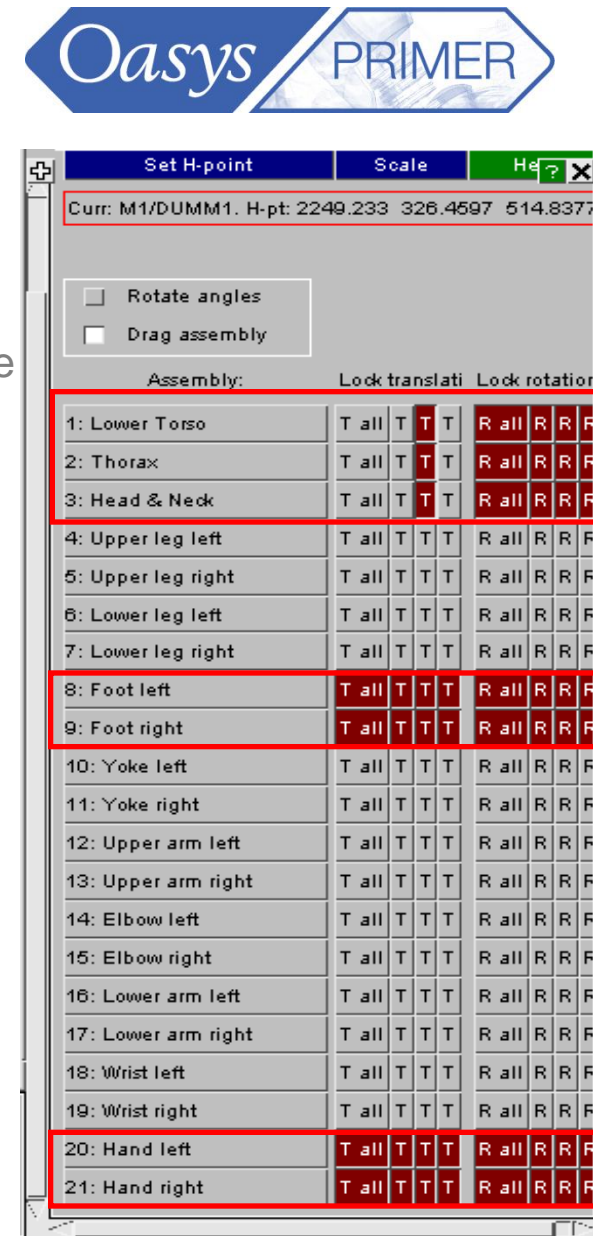 Oasys PRIMER
Set H-point Scale He ?
Curr: M1/DUMM1. H-pt: 2249.233 326.4597 514.8377
Rotate angles
Drag assembly
e
Assembly: Lock translati Lock rotation
1: Lower Torso T all T T T R all R R R
2: Thorax T all T T T R all R R R
3: Head & Neck T all T T T R all R R R
4: Upper leg left T all T T T R all R R R
5: Upper leg right T all T T T R all R R R
6: Lower leg left T all T T T R all R R R
7: Lower leg right T all T T T R all R R R
8: Foot left T all T T T R all R R R
9: Foot right T all T T T R all R R R
10: Yoke left T all T T T R all R R R
11: Yoke right T all T T T R all R R R
12: Upper arm left T all T T T R all R R R
13: Upper arm right T all T T T R all R R R
14: Elbow left T all T T T R all R R R
15: Elbow right T all T T T R all R R R
16: Lower arm left T all T T T R all R R R
17: Lower arm right T all T T T R all R R R
18: Wrist left T all T T T R all R R R
19: Wrist right T all T T T R all R R R
20: Hand left T all T T T R all R R R
21: Hand right T all T T T R all R R R